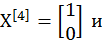 X^[4] = [1 0] и